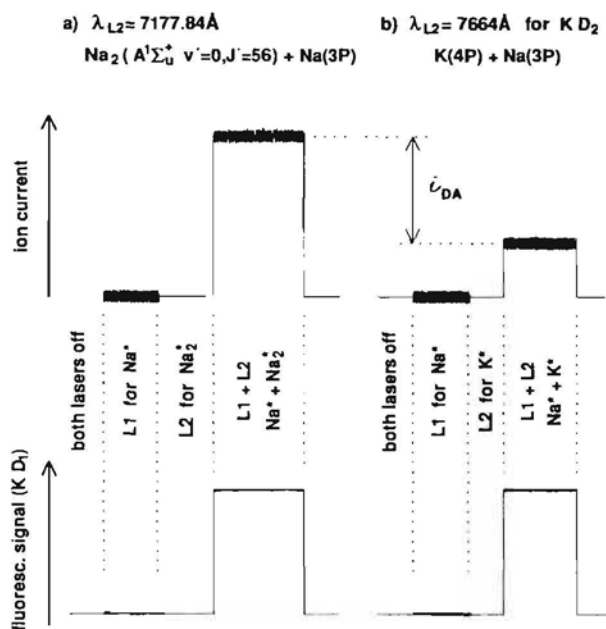 a) λL2 = 7177.84Å
Na2 ( A¹Σu⁺ v´=0,J´=56) + Na(3P)
b) λL2 = 7664Å for K D2
K(4P) + Na(3P)
ion current
iDA
both lasers off
L1 for Na*
L2 for Na2*
L1 + L2
Na* + Na2*
both lasers off
L1 for Na*
L2 for K*
L1 + L2
Na* + K*
fluoresc. signal (K D1)